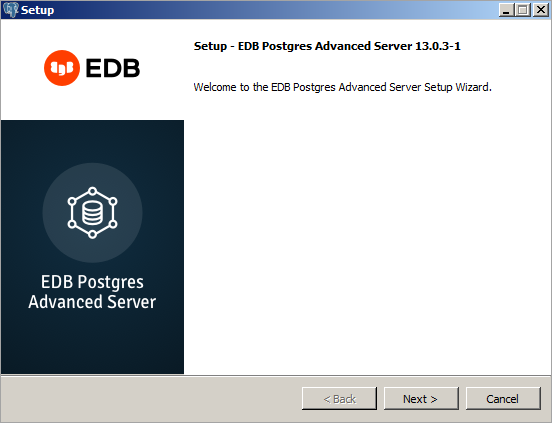 Setup
EDB
Setup - EDB Postgres Advanced Server 13.0.3-1
Welcome to the EDB Postgres Advanced Server Setup Wizard.
EDB Postgres
Advanced Server
< Back
Next >
Cancel